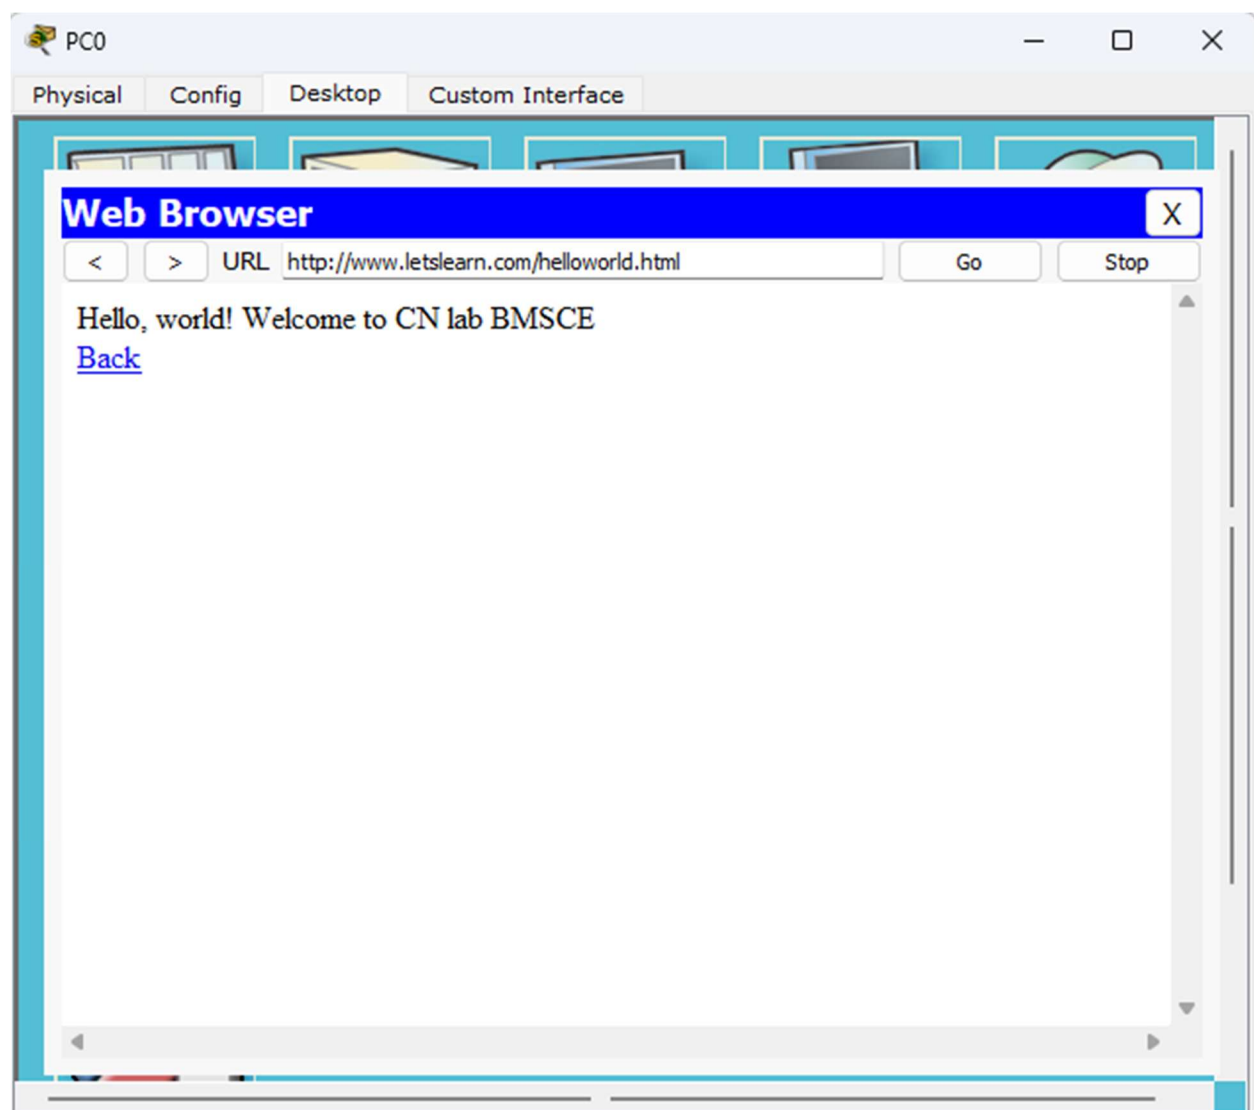 PC0
Physical Config Desktop Custom Interface
Web Browser X
< > URL http://www.letslearn.com/helloworld.html Go Stop
Hello, world! Welcome to CN lab BMSCE
Back